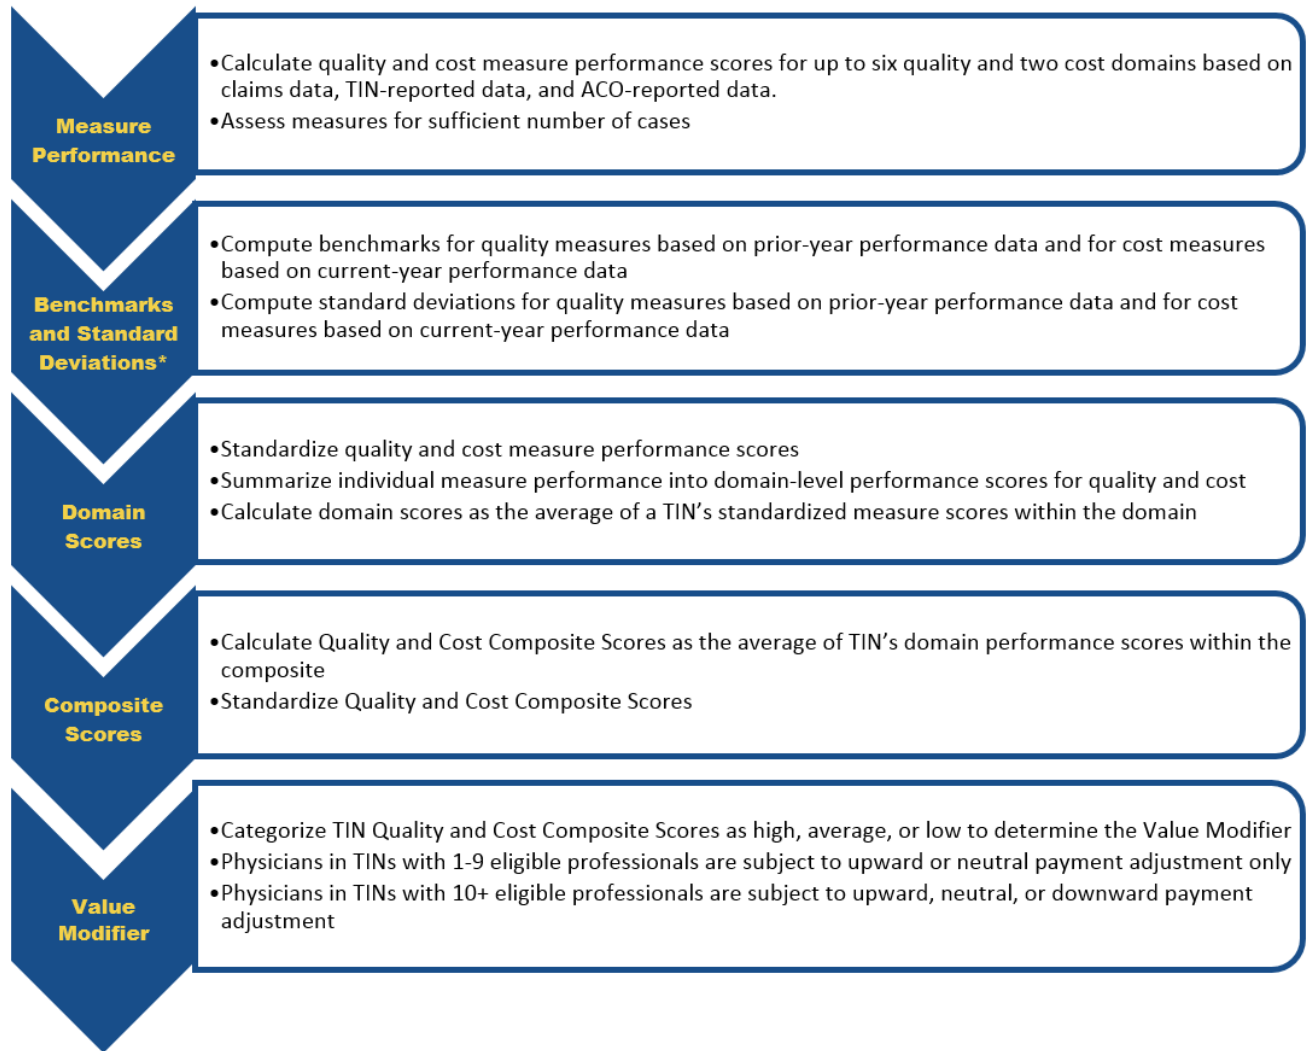 Measure
Performance
•Calculate quality and cost measure performance scores for up to six quality and two cost domains based on
claims data, TIN-reported data, and ACO-reported data.
•Assess measures for sufficient number of cases
Benchmarks
and Standard
Deviations*
•Compute benchmarks for quality measures based on prior-year performance data and for cost measures
based on current-year performance data
•Compute standard deviations for quality measures based on prior-year performance data and for cost
measures based on current-year performance data
Domain
Scores
•Standardize quality and cost measure performance scores
•Summarize individual measure performance into domain-level performance scores for quality and cost
•Calculate domain scores as the average of a TIN’s standardized measure scores within the domain
Composite
Scores
•Calculate Quality and Cost Composite Scores as the average of TIN’s domain performance scores within the
composite
•Standardize Quality and Cost Composite Scores
Value
Modifier
•Categorize TIN Quality and Cost Composite Scores as high, average, or low to determine the Value Modifier
•Physicians in TINs with 1-9 eligible professionals are subject to upward or neutral payment adjustment only
•Physicians in TINs with 10+ eligible professionals are subject to upward, neutral, or downward payment
adjustment